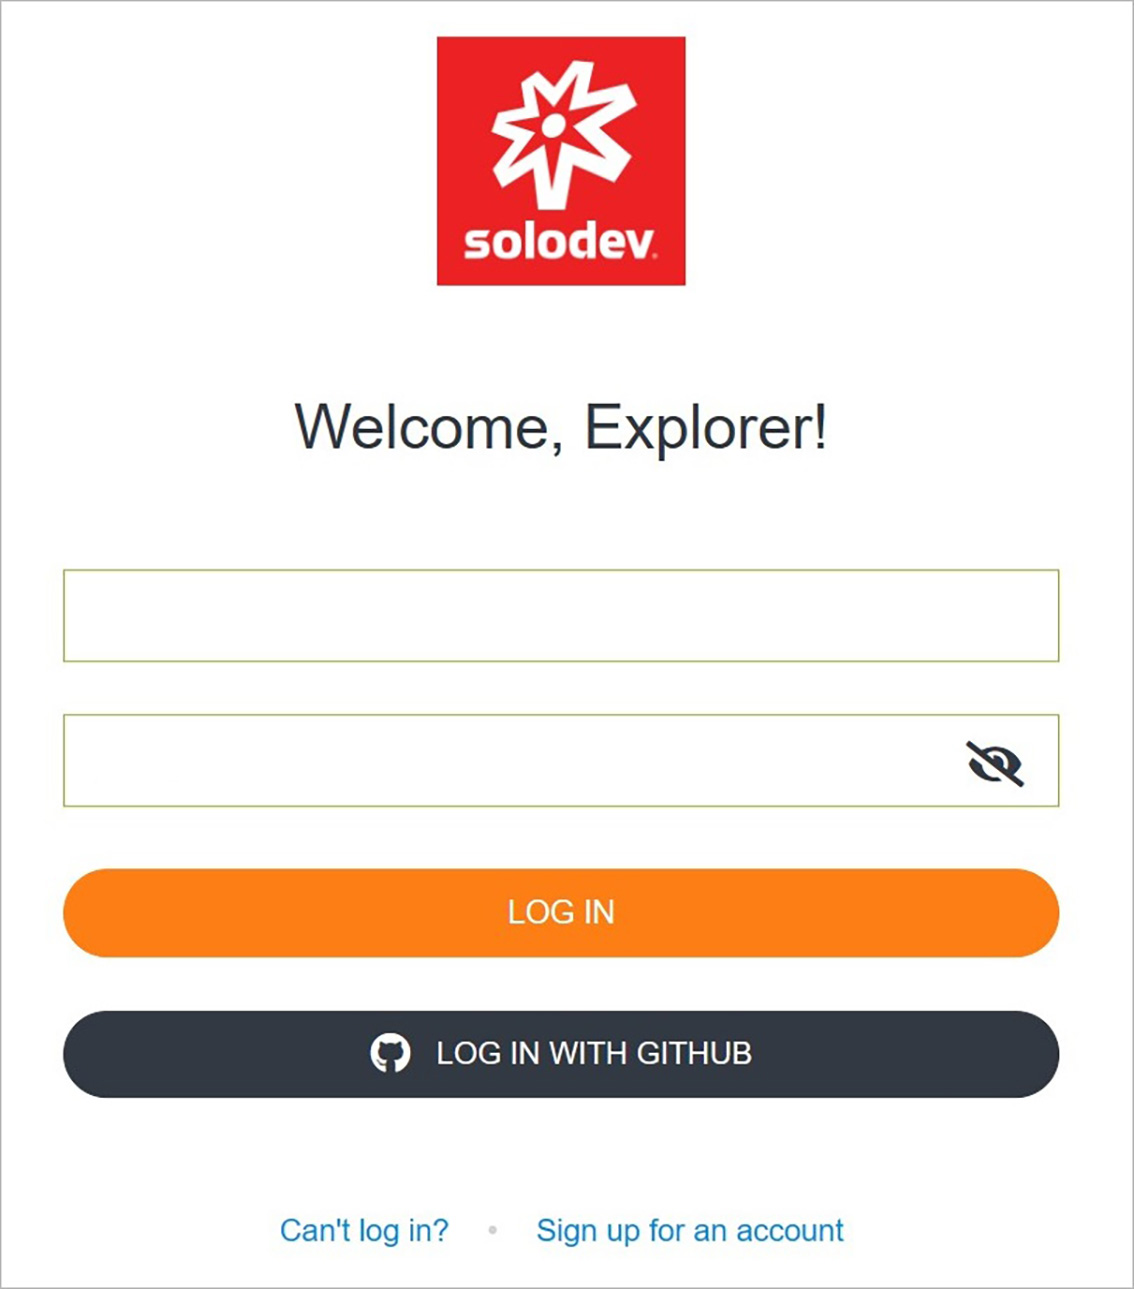 solodev
Welcome, Explorer!
LOG IN
LOG IN WITH GITHUB
Can't log in? • Sign up for an account